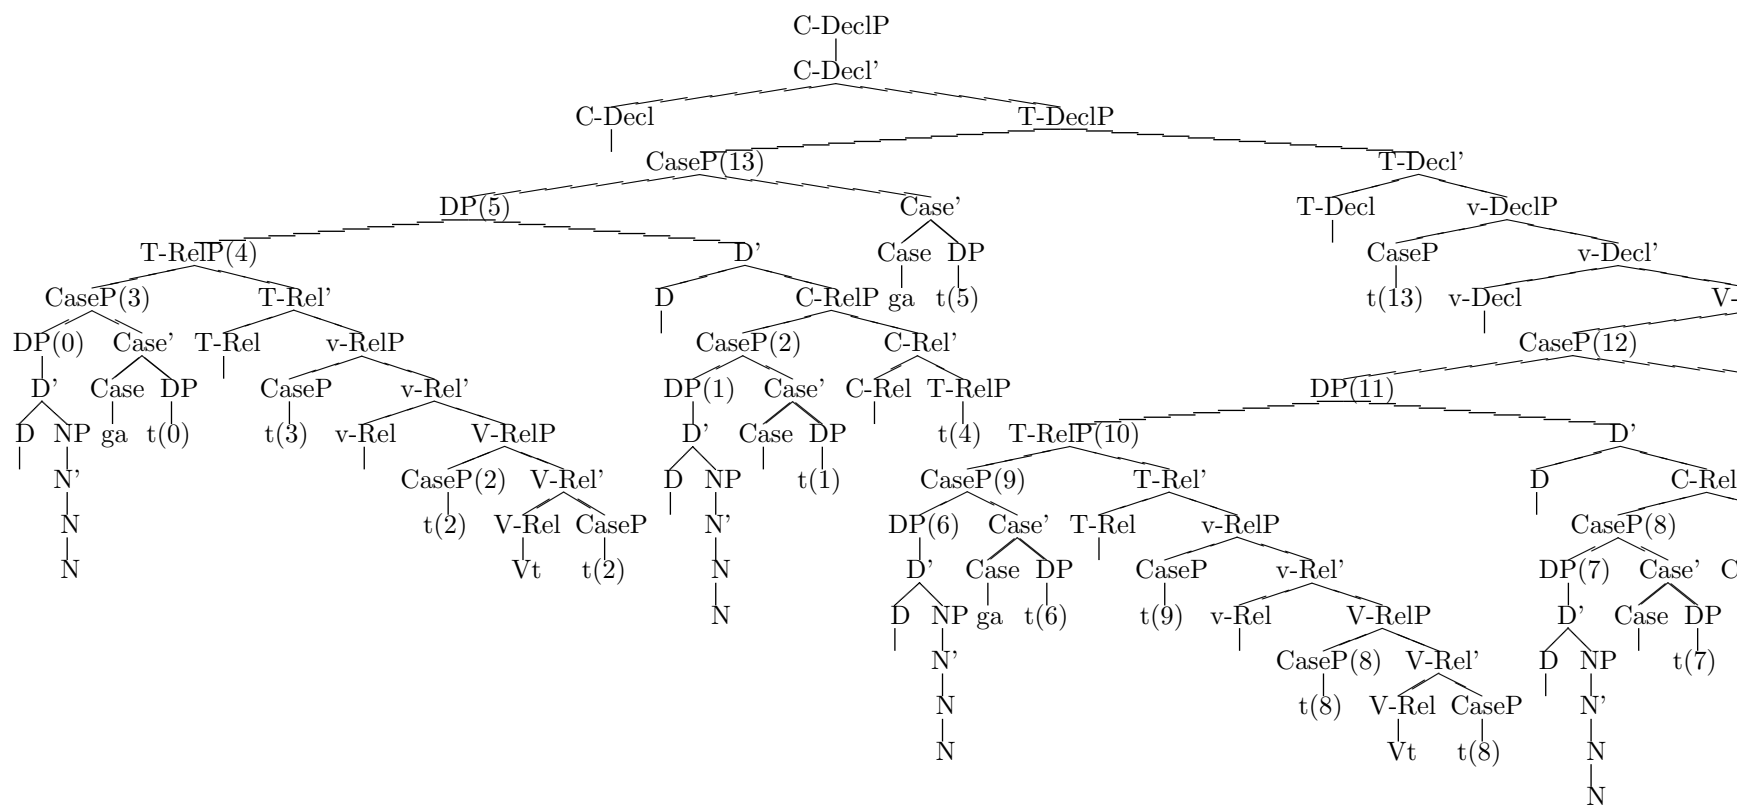 C-DeclP
C-Decl'
C-Decl T-DeclP
CaseP(13) T-Decl'
DP(5) Case' T-Decl v-DeclP
T-RelP(4) D' Case DP CaseP v-Decl'
CaseP(3) T-Rel' D C-RelP ga t(5) t(13) v-Decl V-
DP(0) Case' T-Rel v-RelP CaseP(2) C-Rel' CaseP(12)
D' Case DP CaseP v-Rel' DP(1) Case' C-Rel T-RelP DP(11)
D NP ga t(0) t(3) v-Rel V-RelP D' Case DP t(4) T-RelP(10) D'
N' CaseP(2) V-Rel' D NP t(1) CaseP(9) T-Rel' D C-Rel
N t(2) V-Rel CaseP N' DP(6) Case' T-Rel v-RelP CaseP(8)
N Vt t(2) N D' Case DP CaseP v-Rel' DP(7) Case' C
N D NP ga t(6) t(9) v-Rel V-RelP D' Case DP
N' CaseP(8) V-Rel' D NP t(7)
N t(8) V-Rel CaseP N'
N Vt t(8) N
N